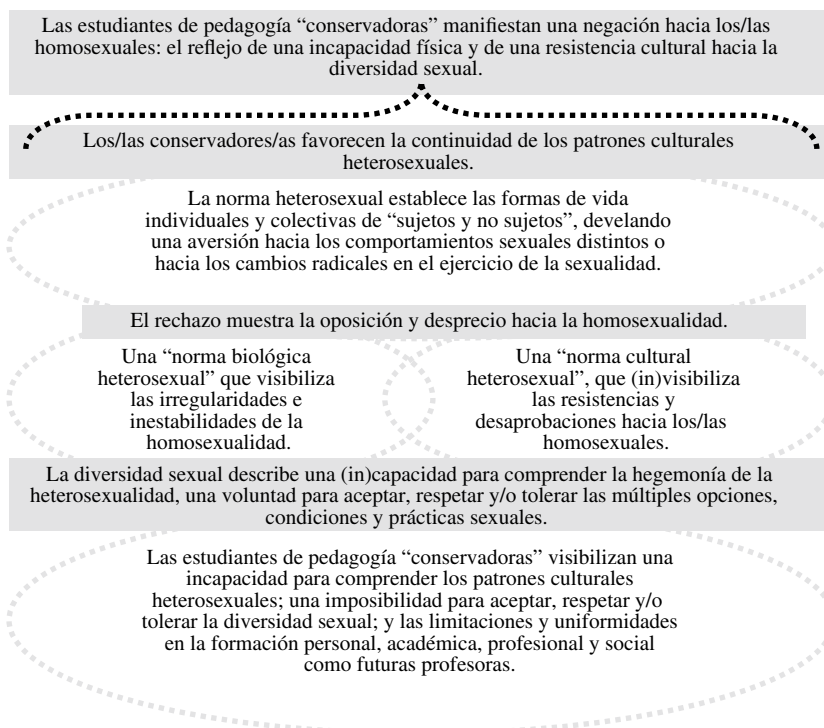 Las estudiantes de pedagogía “conservadoras” manifiestan una negación hacia los/las
homosexuales: el reflejo de una incapacidad física y de una resistencia cultural hacia la
diversidad sexual.
Los/las conservadores/as favorecen la continuidad de los patrones culturales
heterosexuales.
La norma heterosexual establece las formas de vida
individuales y colectivas de “sujetos y no sujetos”, develando
una aversión hacia los comportamientos sexuales distintos o
hacia los cambios radicales en el ejercicio de la sexualidad.
El rechazo muestra la oposición y desprecio hacia la homosexualidad.
Una “norma biológica
heterosexual” que visibiliza
las irregularidades e
inestabilidades de la
homosexualidad.
Una “norma cultural
heterosexual”, que (in)visibiliza
las resistencias y
desaprobaciones hacia los/las
homosexuales.
La diversidad sexual describe una (in)capacidad para comprender la hegemonía de la
heterosexualidad, una voluntad para aceptar, respetar y/o tolerar las múltiples opciones,
condiciones y prácticas sexuales.
Las estudiantes de pedagogía “conservadoras” visibilizan una
incapacidad para comprender los patrones culturales
heterosexuales; una imposibilidad para aceptar, respetar y/o
tolerar la diversidad sexual; y las limitaciones y uniformidades
en la formación personal, académica, profesional y social
como futuras profesoras.